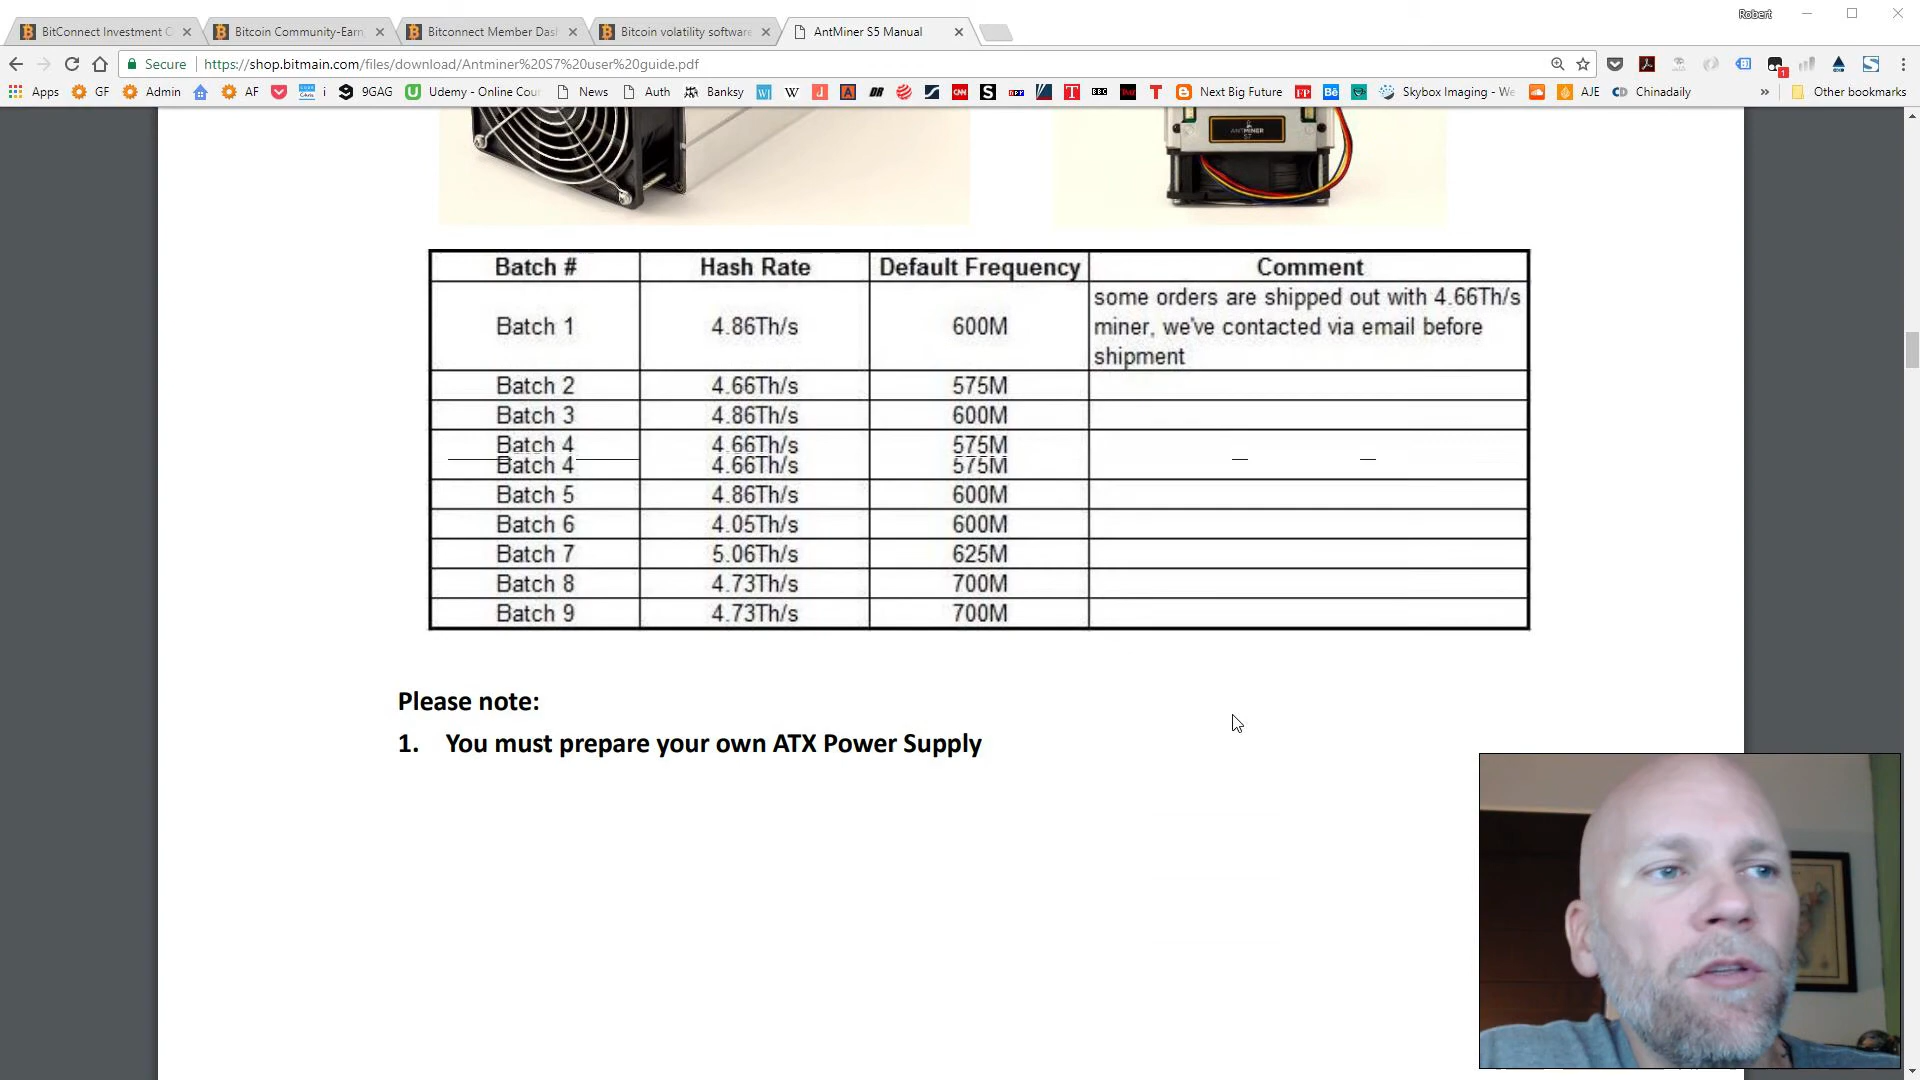 Robert
BitConnect Investment
Bitcoin Community-Earn
Bitconnect Member Das
Bitcoin volatility software
AntMiner S5 Manual
Secure https://shop.bitmain.com/files/download/Antminer%20S7%20user%20guide.pdf
Apps GF Admin AF i 9GAG Udemy - Online Cour News Auth Banksy W Next Big Future Skybox Imaging - We AJE Chinadaily » Other bookmarks
ANTMINER
S7
Batch # Hash Rate Default Frequency Comment
Batch 1 4.86Th/s 600M some orders are shipped out with 4.66Th/s
miner, we've contacted via email before
shipment
Batch 2 4.66Th/s 575M
Batch 3 4.86Th/s 600M
Batch 4 4.66Th/s 575M
Batch 4 4.66Th/s 575M
Batch 5 4.86Th/s 600M
Batch 6 4.05Th/s 600M
Batch 7 5.06Th/s 625M
Batch 8 4.73Th/s 700M
Batch 9 4.73Th/s 700M
Please note:
1. You must prepare your own ATX Power Supply